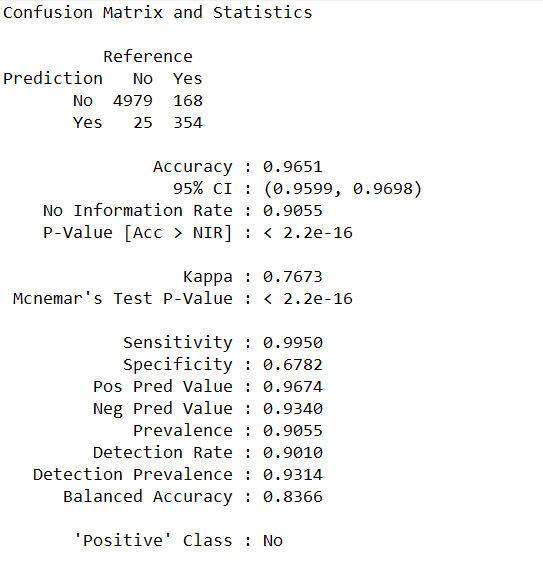 Confusion Matrix and Statistics
Reference
Prediction No Yes
No 4979 168
Yes 25 354
Accuracy : 0.9651
95% CI : (0.9599, 0.9698)
No Information Rate : 0.9055
P-Value [Acc > NIR] : < 2.2e-16
Kappa : 0.7673
Mcnemar's Test P-Value : < 2.2e-16
Sensitivity : 0.9950
Specificity : 0.6782
Pos Pred Value : 0.9674
Neg Pred Value : 0.9340
Prevalence : 0.9055
Detection Rate : 0.9010
Detection Prevalence : 0.9314
Balanced Accuracy : 0.8366
'Positive' Class : No